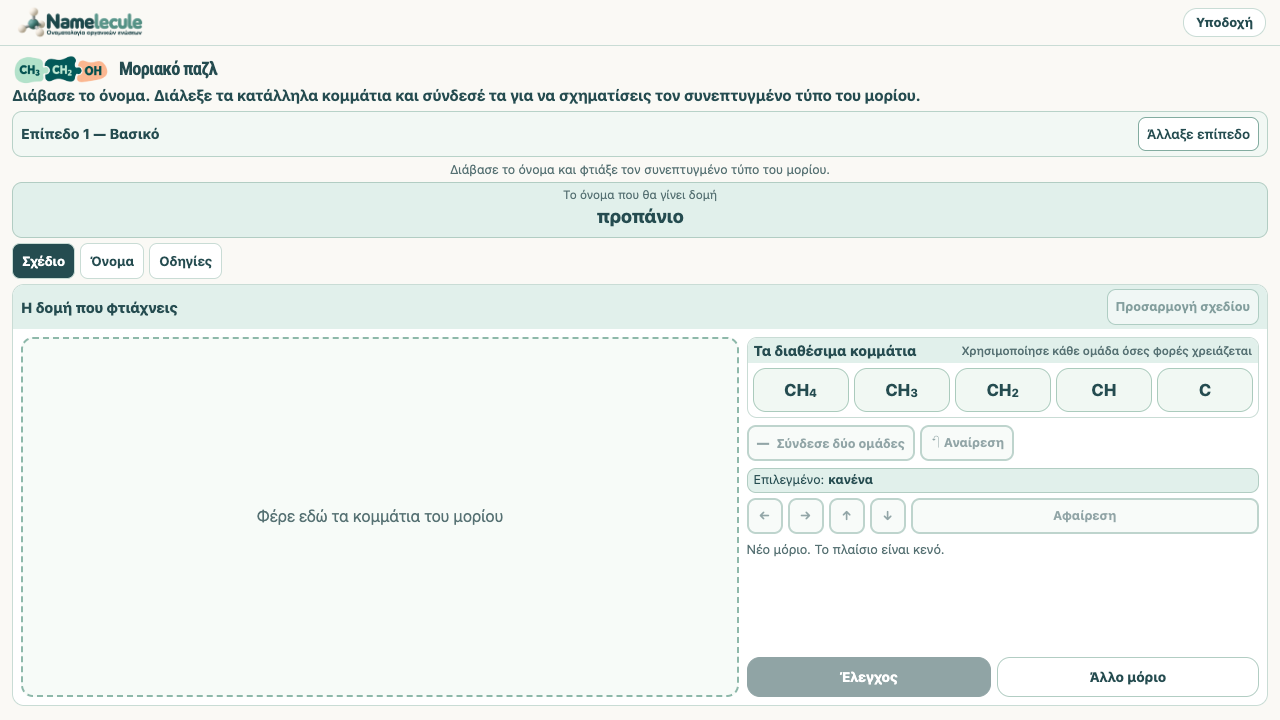 Namelecule
Ονοματολογία οργανικών ενώσεων
Υποδοχή
CH₃ CH₂ OH Μοριακό παζλ
Διάβασε το όνομα. Διάλεξε τα κατάλληλα κομμάτια και σύνδεσέ τα για να σχηματίσεις τον συνεπτυγμένο τύπο του μορίου.
Επίπεδο 1 — Βασικό
Άλλαξε επίπεδο
Διάβασε το όνομα και φτιάξε τον συνεπτυγμένο τύπο του μορίου.
Το όνομα που θα γίνει δομή
προπάνιο
Σχέδιο Όνομα Οδηγίες
Η δομή που φτιάχνεις
Προσαρμογή σχεδίου
Φέρε εδώ τα κομμάτια του μορίου
Τα διαθέσιμα κομμάτια Χρησιμοποίησε κάθε ομάδα όσες φορές χρειάζεται
CH₄ CH₃ CH₂ CH C
— Σύνδεσε δύο ομάδες Αναίρεση
Επιλεγμένο: κανένα
← → ↑ ↓ Αφαίρεση
Νέο μόριο. Το πλαίσιο είναι κενό.
Έλεγχος Άλλο μόριο